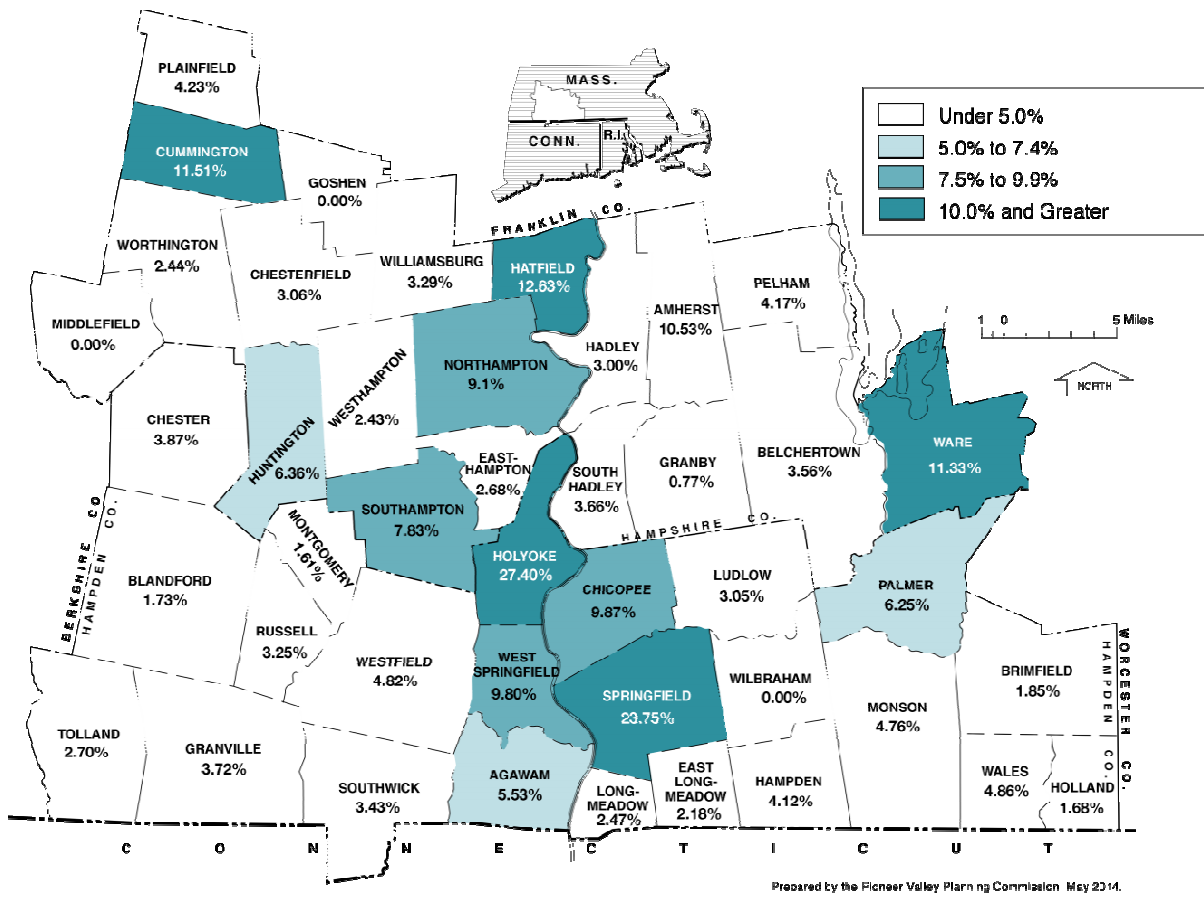 PLAINFIELD
4.23%
CUMMINGTON
11.51%
GOSHEN
0.00%
MASS.
CONN.
R.I.
Under 5.0%
5.0% to 7.4%
7.5% to 9.9%
10.0% and Greater
FRANKLIN CO.
WORTHINGTON
2.44%
CHESTERFIELD
3.06%
WILLIAMSBURG
3.29%
HATFIELD
12.63%
MIDDLEFIELD
0.00%
AMHERST
10.53%
PELHAM
4.17%
1 0 5 Miles
NORTH
HADLEY
3.00%
NORTHAMPTON
9.1%
WESTHAMPTON
2.43%
CHESTER
3.87%
HUNTINGTON
6.36%
EAST-
HAMPTON
2.68%
SOUTH
HADLEY
3.66%
GRANBY
0.77%
BELCHERTOWN
3.56%
WARE
11.33%
SOUTHAMPTON
7.83%
MONTGOMERY
1.61%
HAMPSHIRE CO.
BERKSHIRE CO
HAMPDEN CO.
BLANDFORD
1.73%
HOLYOKE
27.40%
CHICOPEE
9.87%
LUDLOW
3.05%
PALMER
6.25%
RUSSELL
3.25%
WESTFIELD
4.82%
WEST
SPRINGFIELD
9.80%
SPRINGFIELD
23.75%
WILBRAHAM
0.00%
MONSON
4.76%
BRIMFIELD
1.85%
HAMPDEN CO.
WORCESTER CO.
TOLLAND
2.70%
GRANVILLE
3.72%
SOUTHWICK
3.43%
AGAWAM
5.53%
LONG-
MEADOW
2.47%
EAST
LONG-
MEADOW
2.18%
HAMPDEN
4.12%
WALES
4.86%
HOLLAND
1.68%
CONNECTICUT
Prepared by the Pioneer Valley Planning Commission May 2014.